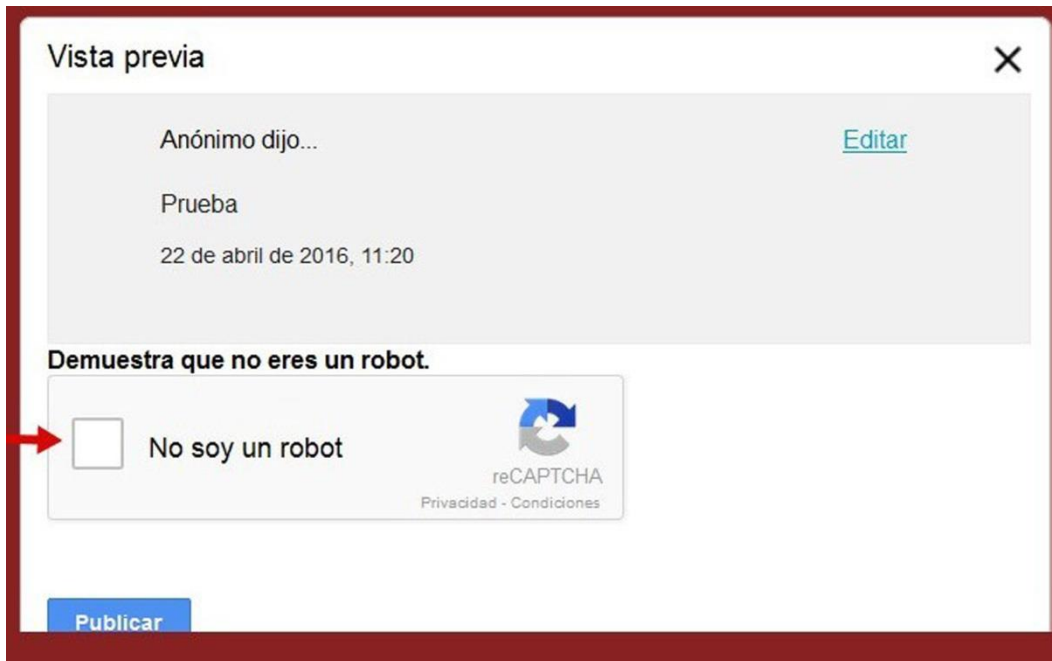 Vista previa
Anónimo dijo...
Editar
Prueba
22 de abril de 2016, 11:20
Demuestra que no eres un robot.
No soy un robot
reCAPTCHA
Privacidad - Condiciones
Publicar